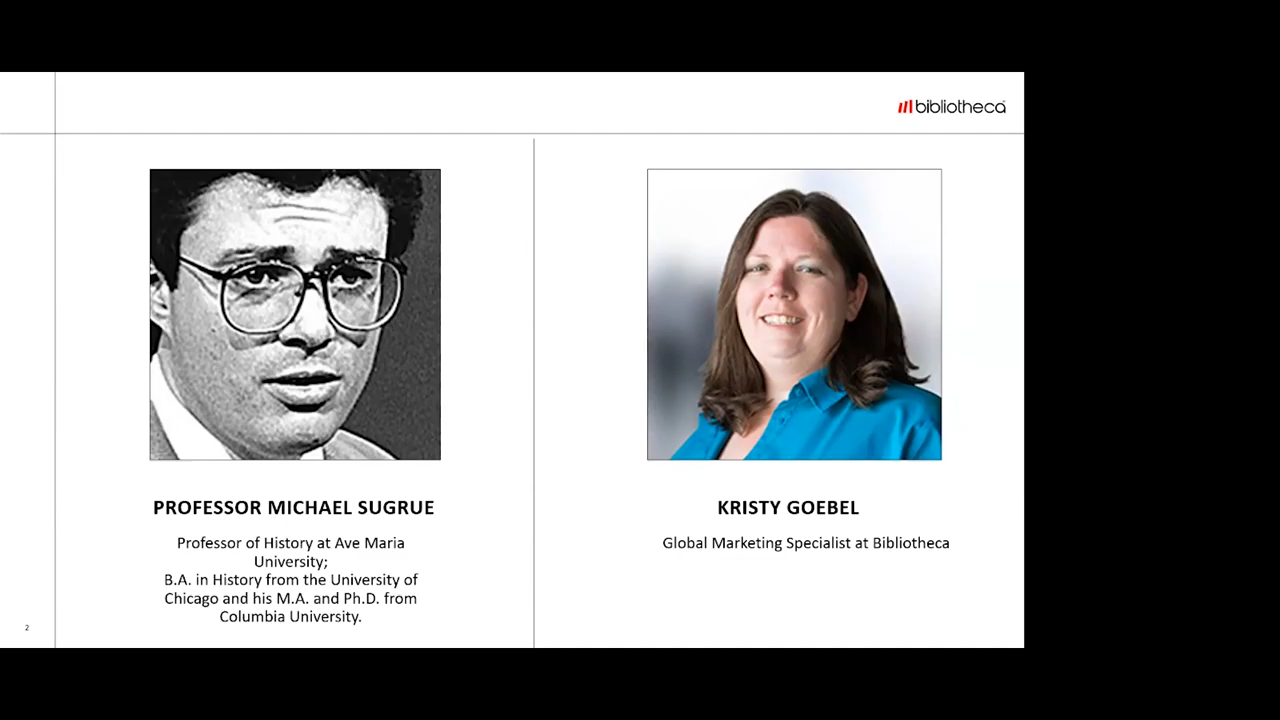 bibliotheca
PROFESSOR MICHAEL SUGRUE
Professor of History at Ave Maria
University;
B.A. in History from the University of
Chicago and his M.A. and Ph.D. from
Columbia University.
KRISTY GOEBEL
Global Marketing Specialist at Bibliotheca
2